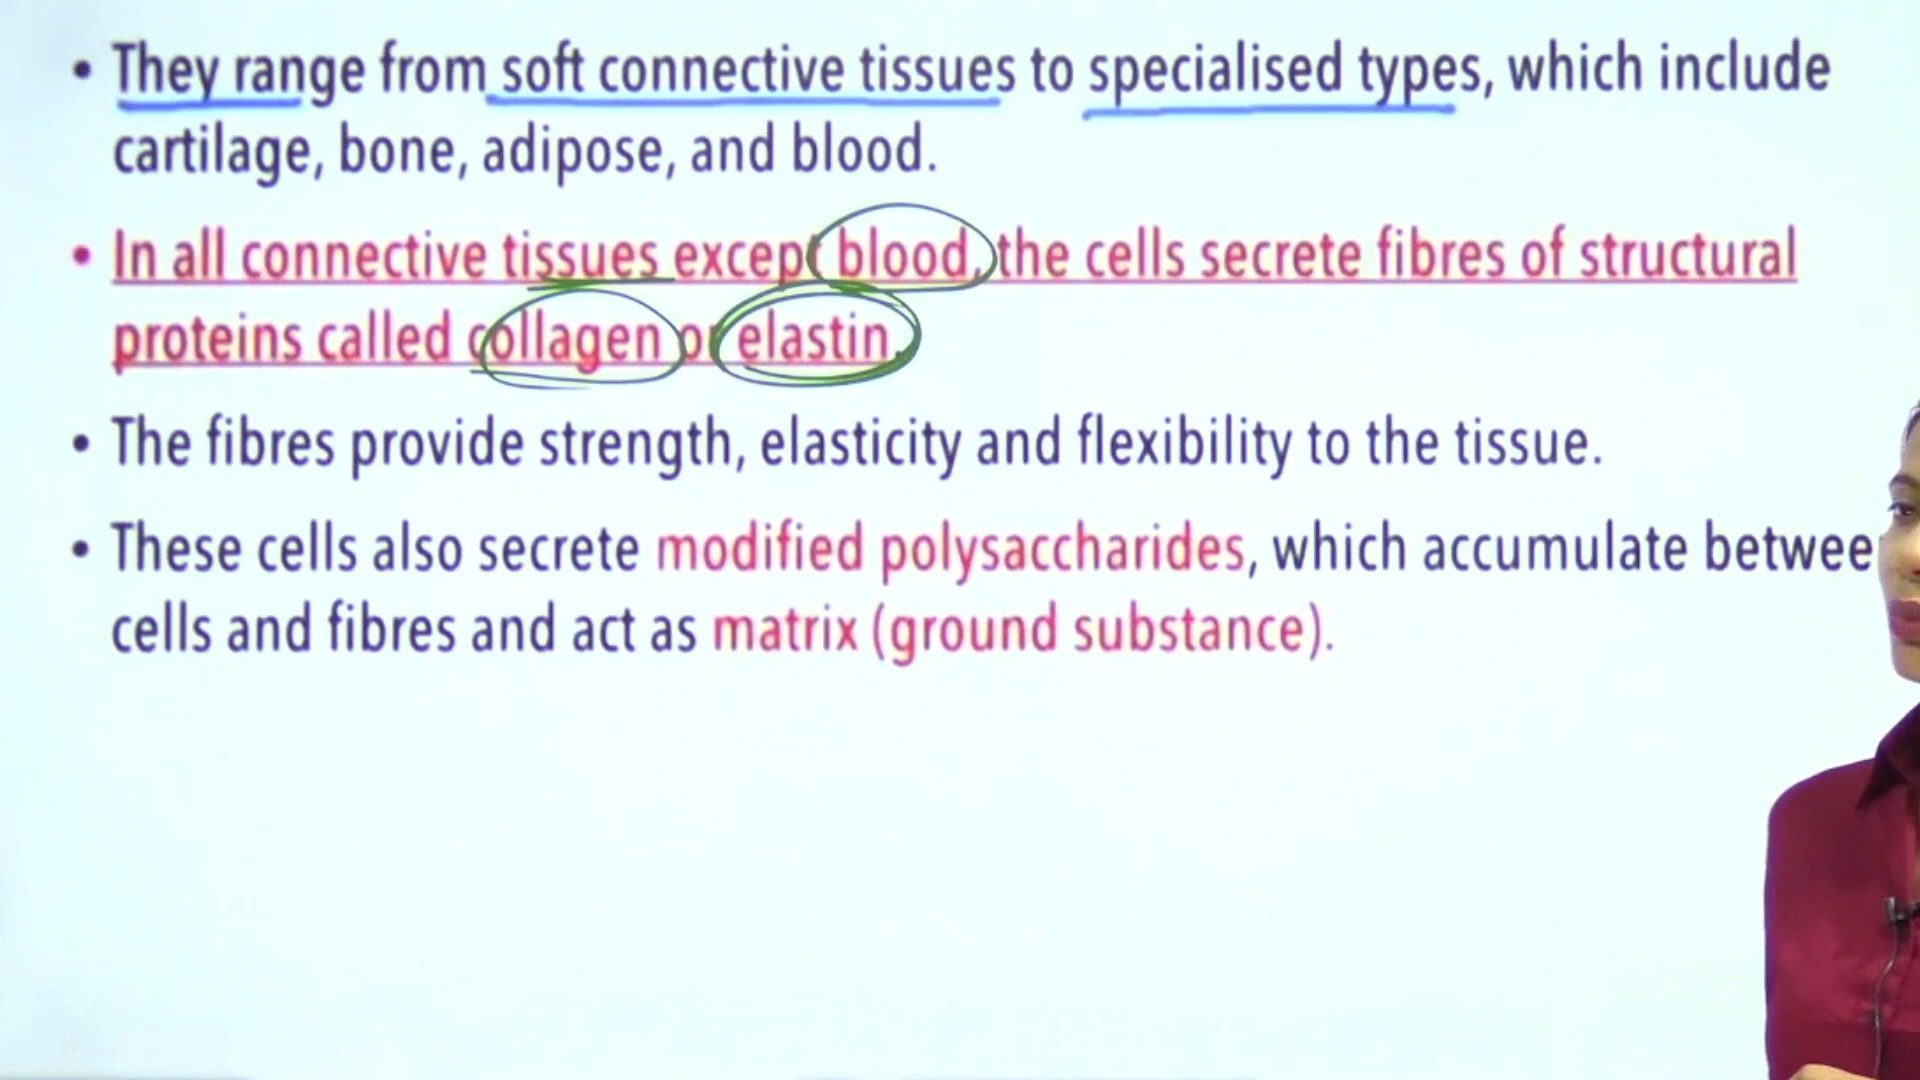 • They range from soft connective tissues to specialised types, which include
cartilage, bone, adipose, and blood.
• In all connective tissues except blood, the cells secrete fibres of structural
proteins called collagen or elastin.
• The fibres provide strength, elasticity and flexibility to the tissue.
• These cells also secrete modified polysaccharides, which accumulate betwee
cells and fibres and act as matrix (ground substance).